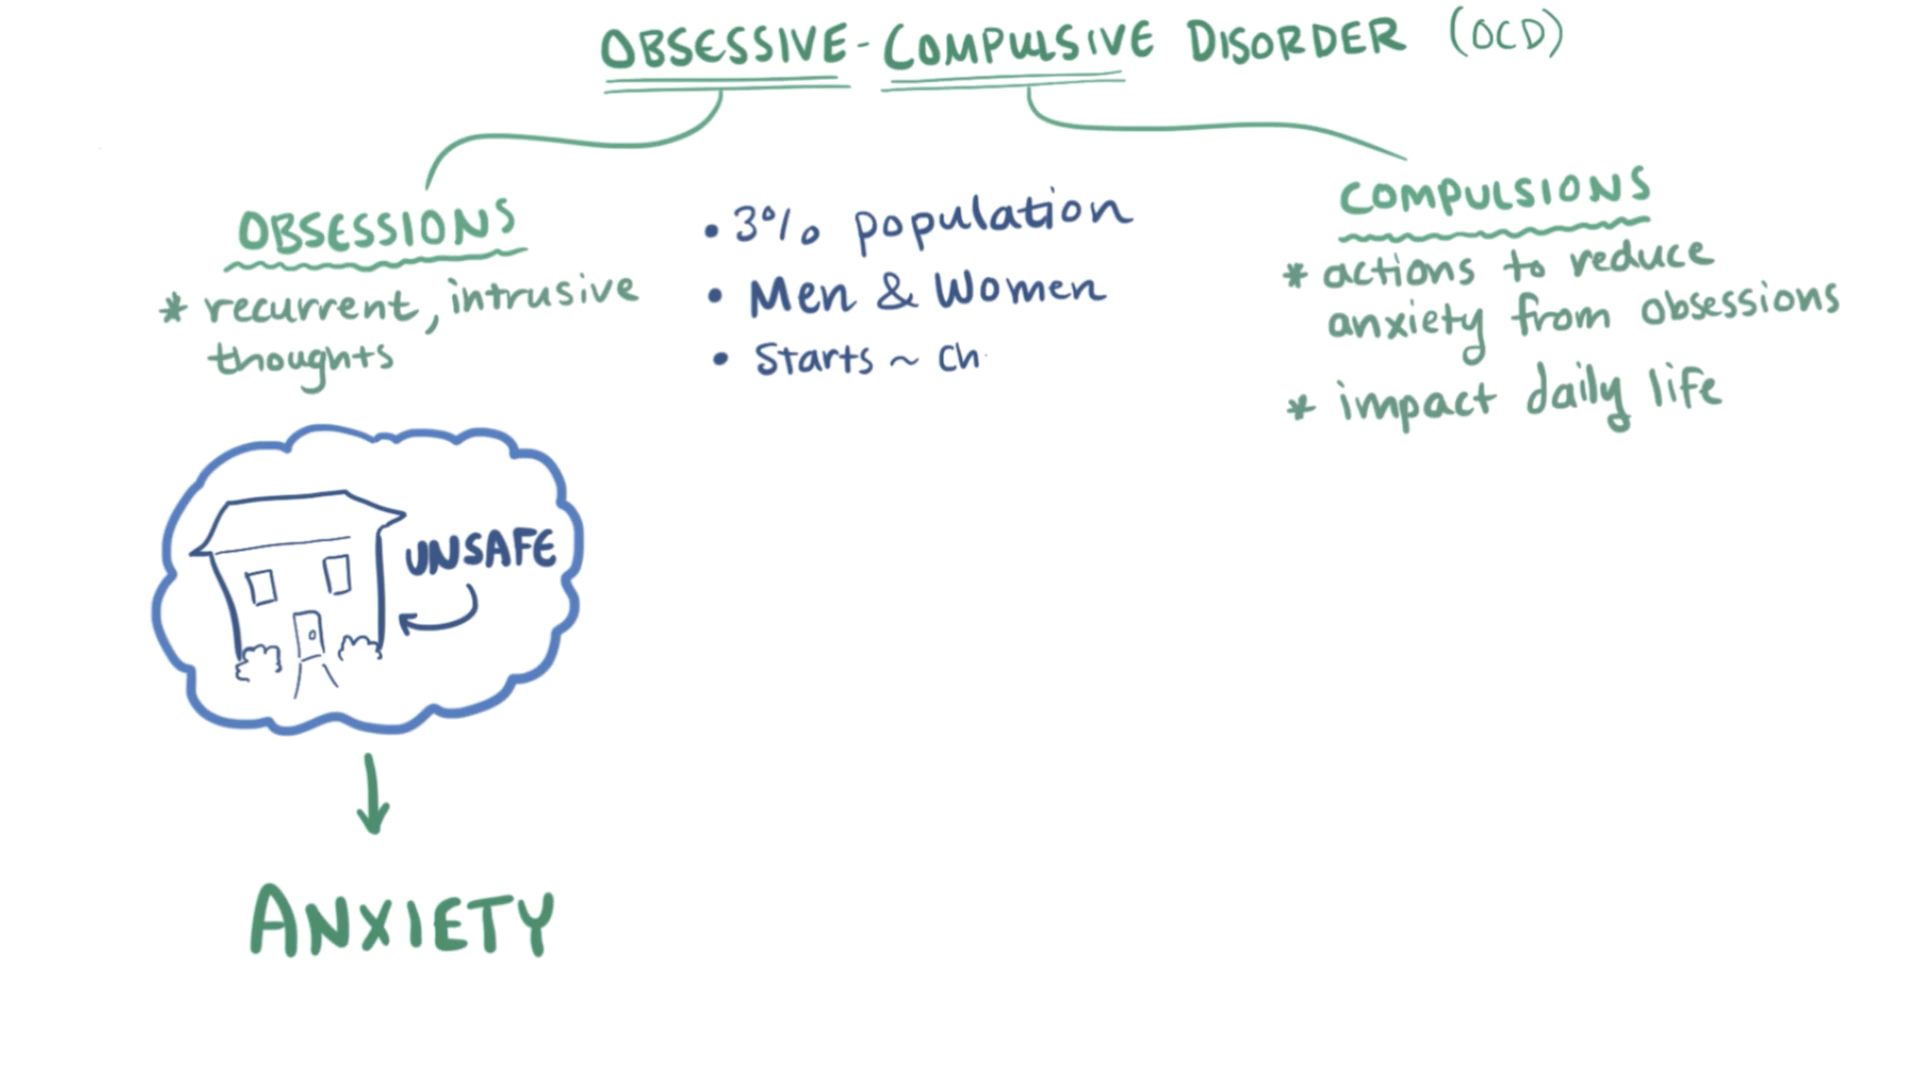 OBSESSIVE-COMPULSIVE DISORDER (OCD)
OBSESSIONS
* recurrent, intrusive
thoughts
• 3% population
• Men & Women
• Starts ~ ch
COMPULSIONS
* actions to reduce
anxiety from obsessions
* impact daily life
UNSAFE
ANXIETY